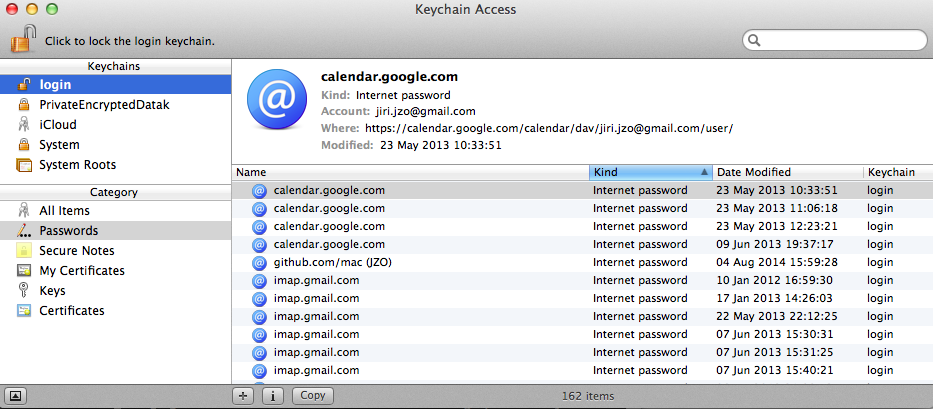 Keychain Access
Click to lock the login keychain.
Keychains
login
PrivateEncryptedDatak
iCloud
System
System Roots
Category
All Items
Passwords
Secure Notes
My Certificates
Keys
Certificates
calendar.google.com
Kind: Internet password
Account: jiri.jzo@gmail.com
Where: https://calendar.google.com/calendar/dav/jiri.jzo@gmail.com/user/
Modified: 23 May 2013 10:33:51
Name Kind Date Modified Keychain
calendar.google.com Internet password 23 May 2013 10:33:51 login
calendar.google.com Internet password 23 May 2013 11:06:18 login
calendar.google.com Internet password 23 May 2013 12:23:21 login
calendar.google.com Internet password 09 Jun 2013 19:37:17 login
github.com/mac (JZO) Internet password 04 Aug 2014 15:59:28 login
imap.gmail.com Internet password 10 Jan 2012 16:59:30 login
imap.gmail.com Internet password 17 Jan 2013 14:26:03 login
imap.gmail.com Internet password 22 May 2013 22:12:25 login
imap.gmail.com Internet password 07 Jun 2013 15:30:31 login
imap.gmail.com Internet password 07 Jun 2013 15:31:25 login
imap.gmail.com Internet password 07 Jun 2013 15:40:21 login
Copy 162 items